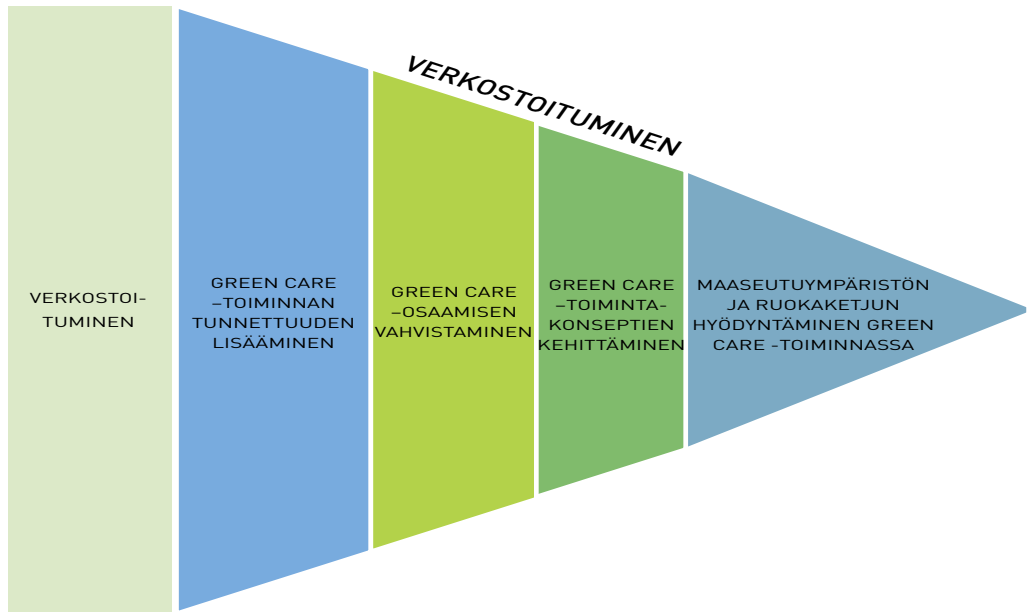 VERKOSTOITUMINEN
VERKOSTOI-
TUMINEN
GREEN CARE
–TOIMINNAN
TUNNETTUUDEN
LISÄÄMINEN
GREEN CARE
–OSAAMISEN
VAHVISTAMINEN
GREEN CARE
–TOIMINTA-
KONSEPTIEN
KEHITTÄMINEN
MAASEUTUYMPÄRISTÖN
JA RUOKAKETJUN
HYÖDYNTÄMINEN GREEN
CARE -TOIMINNASSA